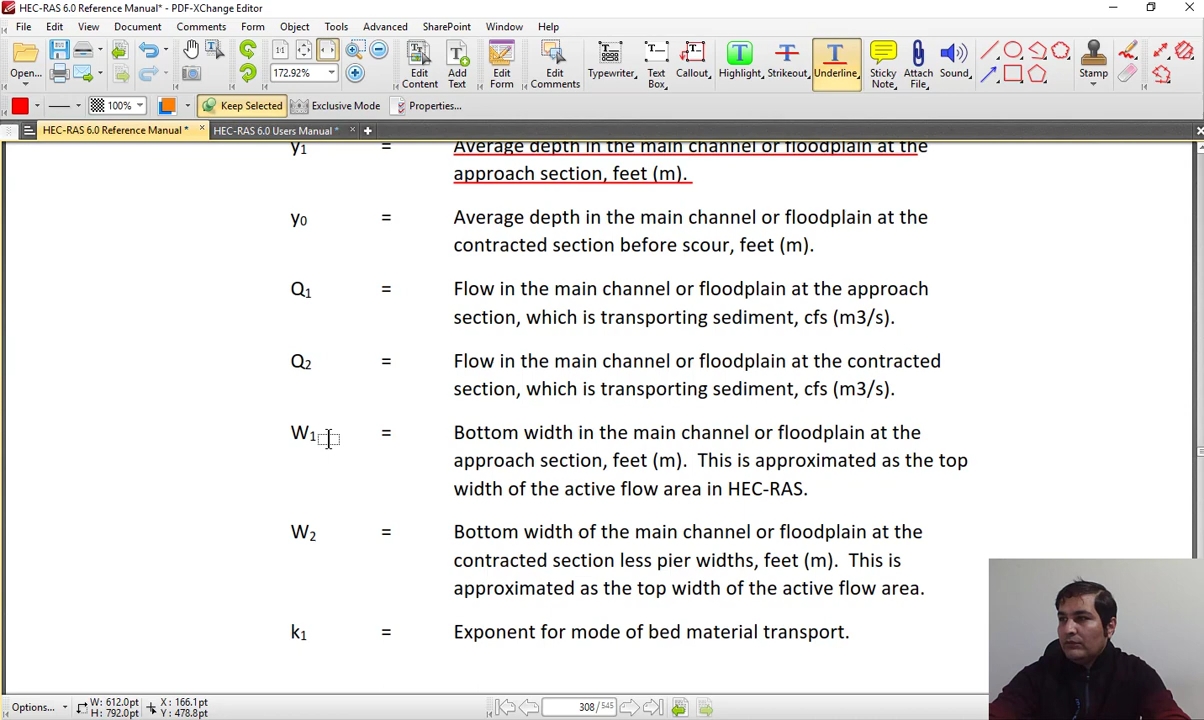 HEC-RAS 6.0 Reference Manual* - PDF-XChange Editor
File Edit View Document Comments Form Object Tools Advanced SharePoint Window Help
Open... 1:1 172.92% Edit Content Add Text Edit Form Edit Comments Typewriter Text Box Callout Highlight Strikeout Underline Sticky Note Attach File Sound Stamp
100% Keep Selected Exclusive Mode Properties...
HEC-RAS 6.0 Reference Manual * HEC-RAS 6.0 Users Manual *
y1 = Average depth in the main channel or floodplain at the
approach section, feet (m).
y0 = Average depth in the main channel or floodplain at the
contracted section before scour, feet (m).
Q1 = Flow in the main channel or floodplain at the approach
section, which is transporting sediment, cfs (m3/s).
Q2 = Flow in the main channel or floodplain at the contracted
section, which is transporting sediment, cfs (m3/s).
W1 = Bottom width in the main channel or floodplain at the
approach section, feet (m). This is approximated as the top
width of the active flow area in HEC-RAS.
W2 = Bottom width of the main channel or floodplain at the
contracted section less pier widths, feet (m). This is
approximated as the top width of the active flow area.
k1 = Exponent for mode of bed material transport.
Options... W: 612.0pt X: 166.1pt 308 / 545
H: 792.0pt Y: 478.8pt